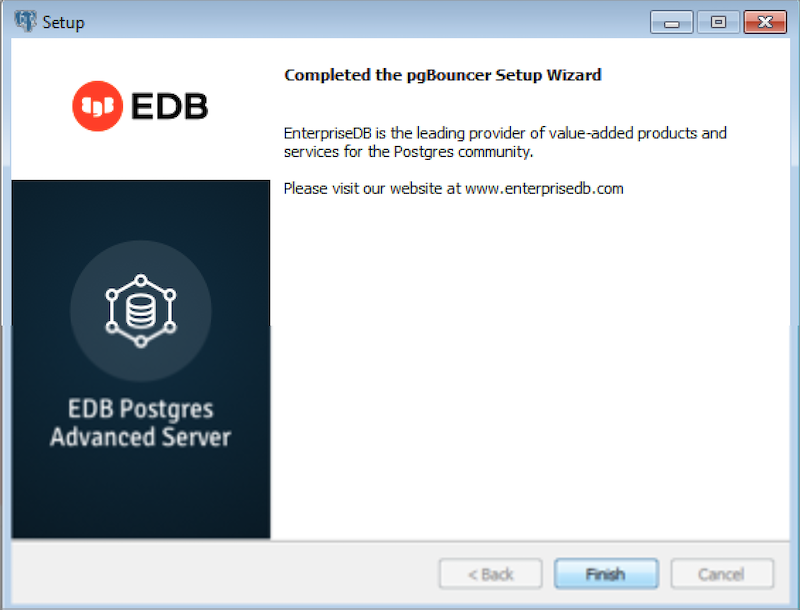 Setup
EDB
Completed the pgBouncer Setup Wizard
EnterpriseDB is the leading provider of value-added products and
services for the Postgres community.
Please visit our website at www.enterprisedb.com
EDB Postgres
Advanced Server
< Back
Finish
Cancel